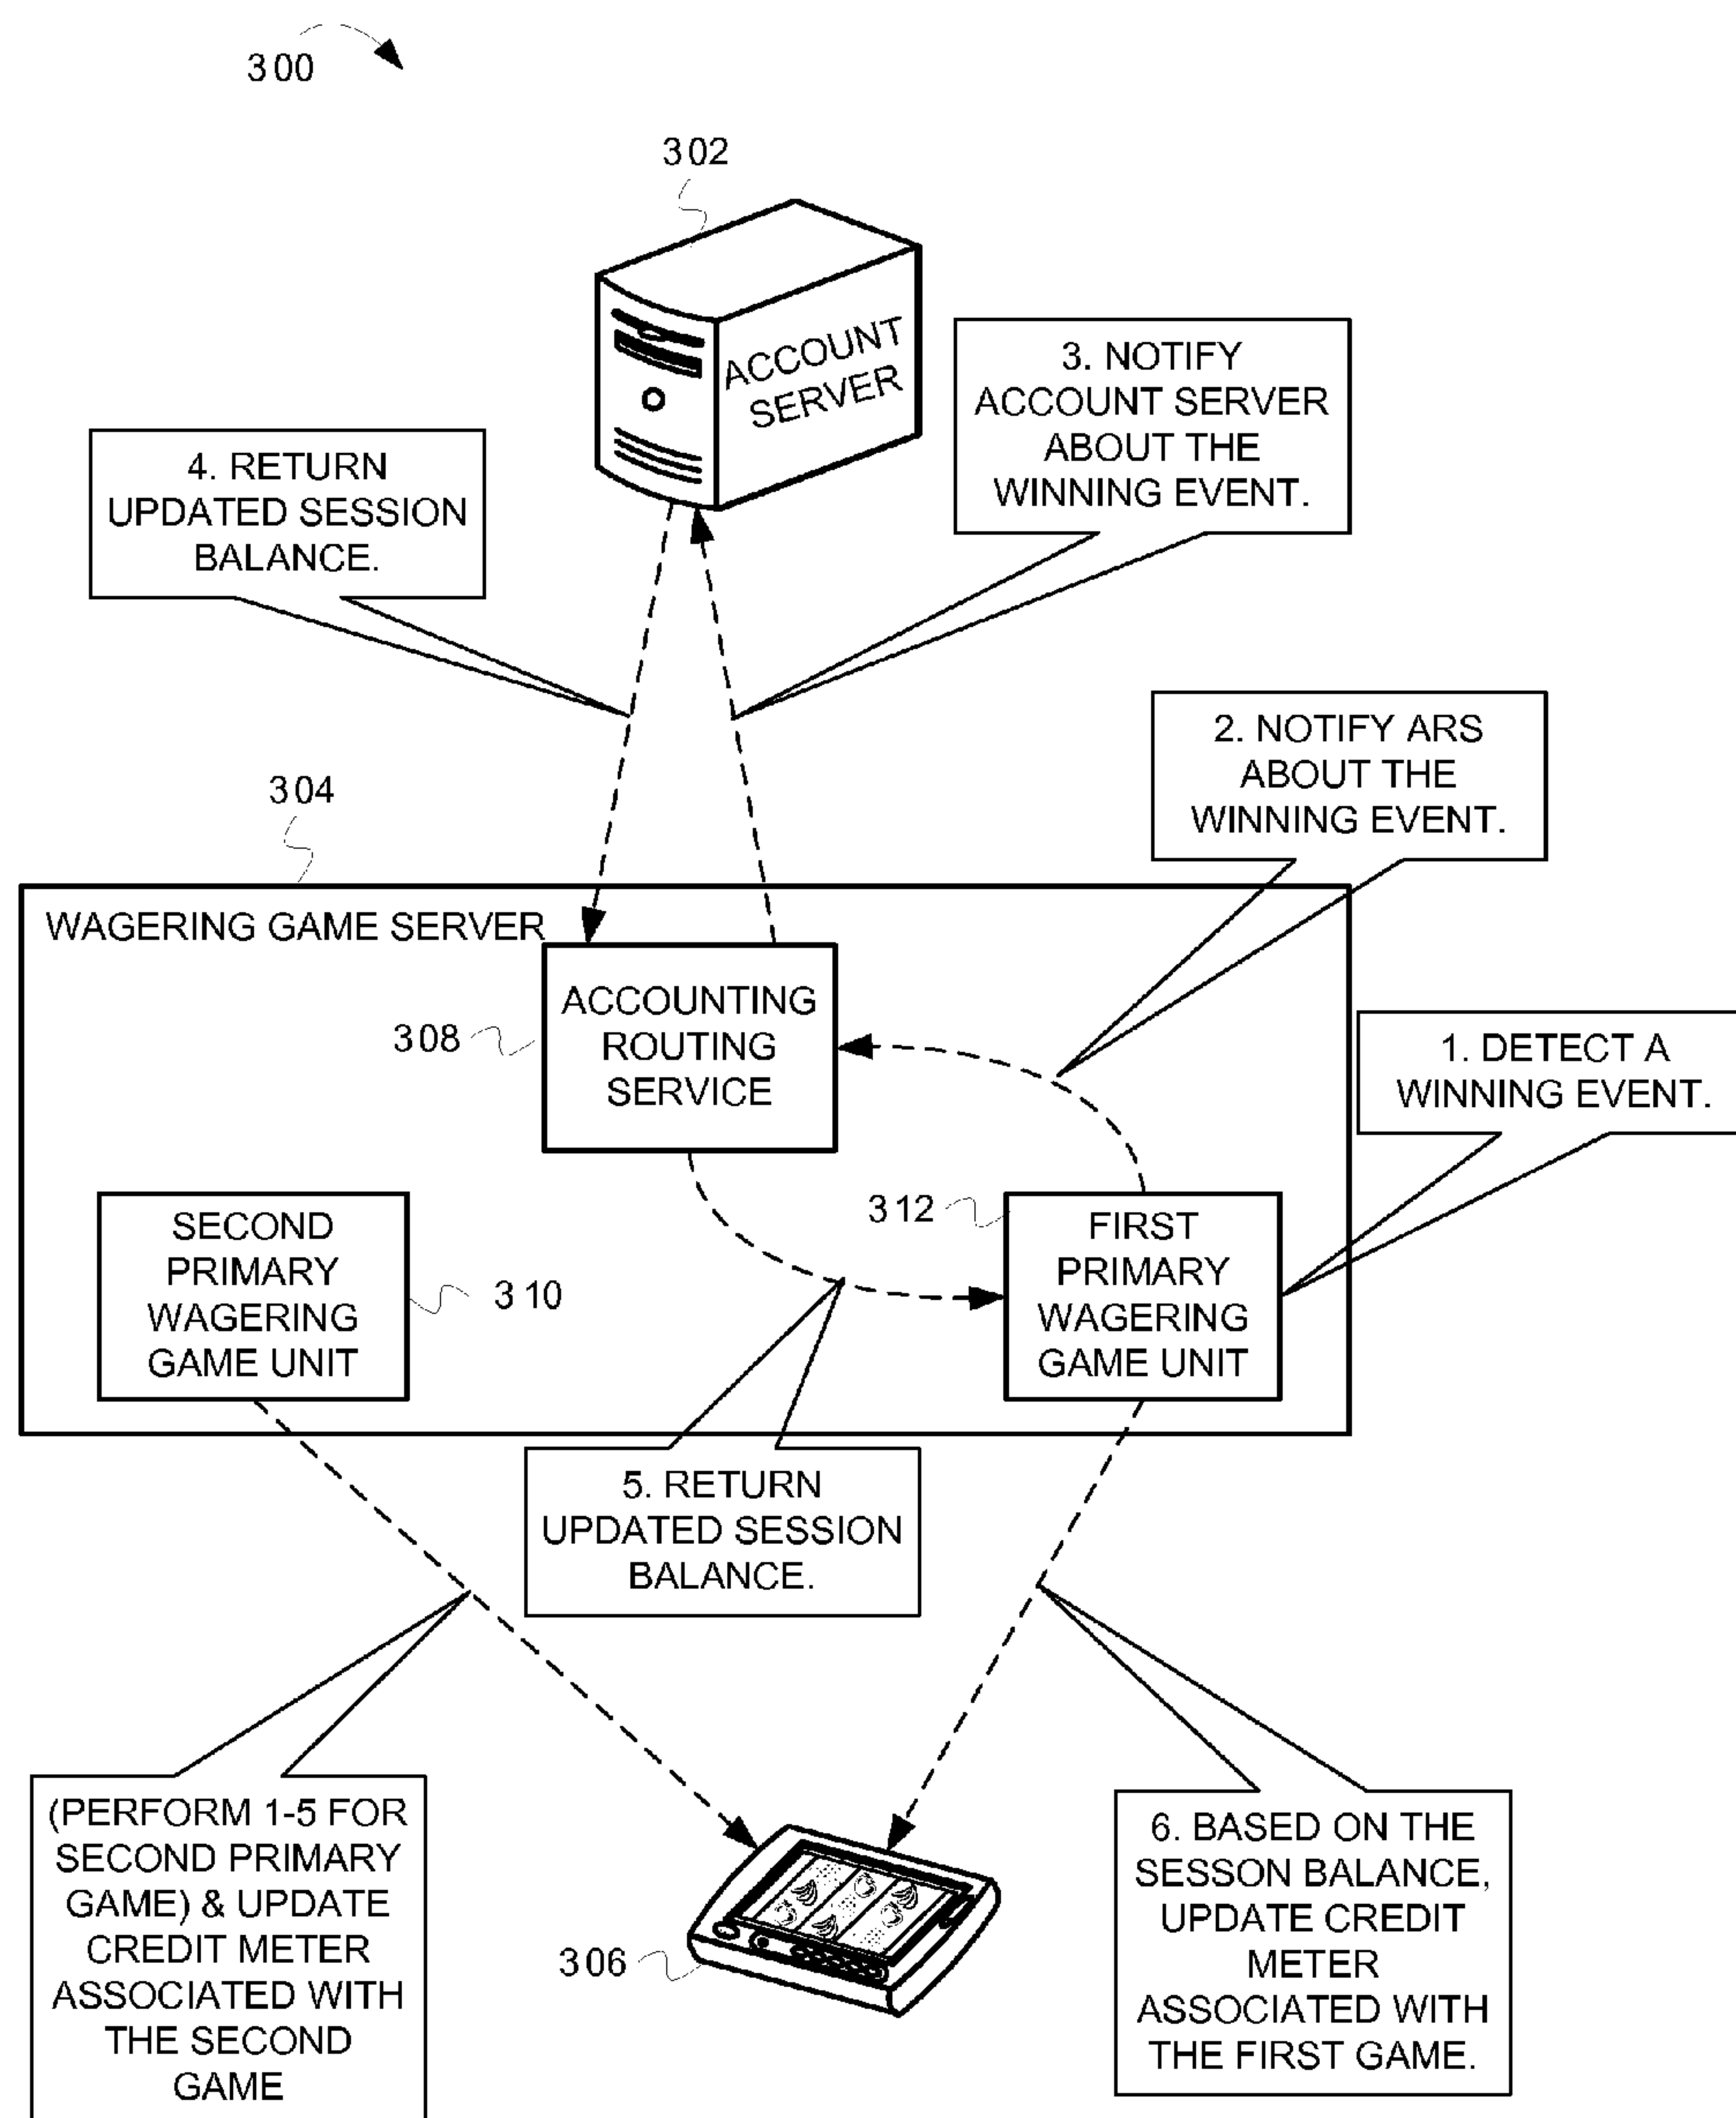 300
302
ACCOUNT
SERVER
3. NOTIFY
ACCOUNT SERVER
ABOUT THE
WINNING EVENT.
4. RETURN
UPDATED SESSION
BALANCE.
2. NOTIFY ARS
ABOUT THE
WINNING EVENT.
304
WAGERING GAME SERVER
ACCOUNTING
ROUTING
SERVICE
308
1. DETECT A
WINNING EVENT.
312
FIRST
PRIMARY
WAGERING
GAME UNIT
SECOND
PRIMARY
WAGERING
GAME UNIT
310
5. RETURN
UPDATED SESSION
BALANCE.
(PERFORM 1-5 FOR
SECOND PRIMARY
GAME) & UPDATE
CREDIT METER
ASSOCIATED WITH
THE SECOND
GAME
306
6. BASED ON THE
SESSON BALANCE,
UPDATE CREDIT
METER
ASSOCIATED WITH
THE FIRST GAME.